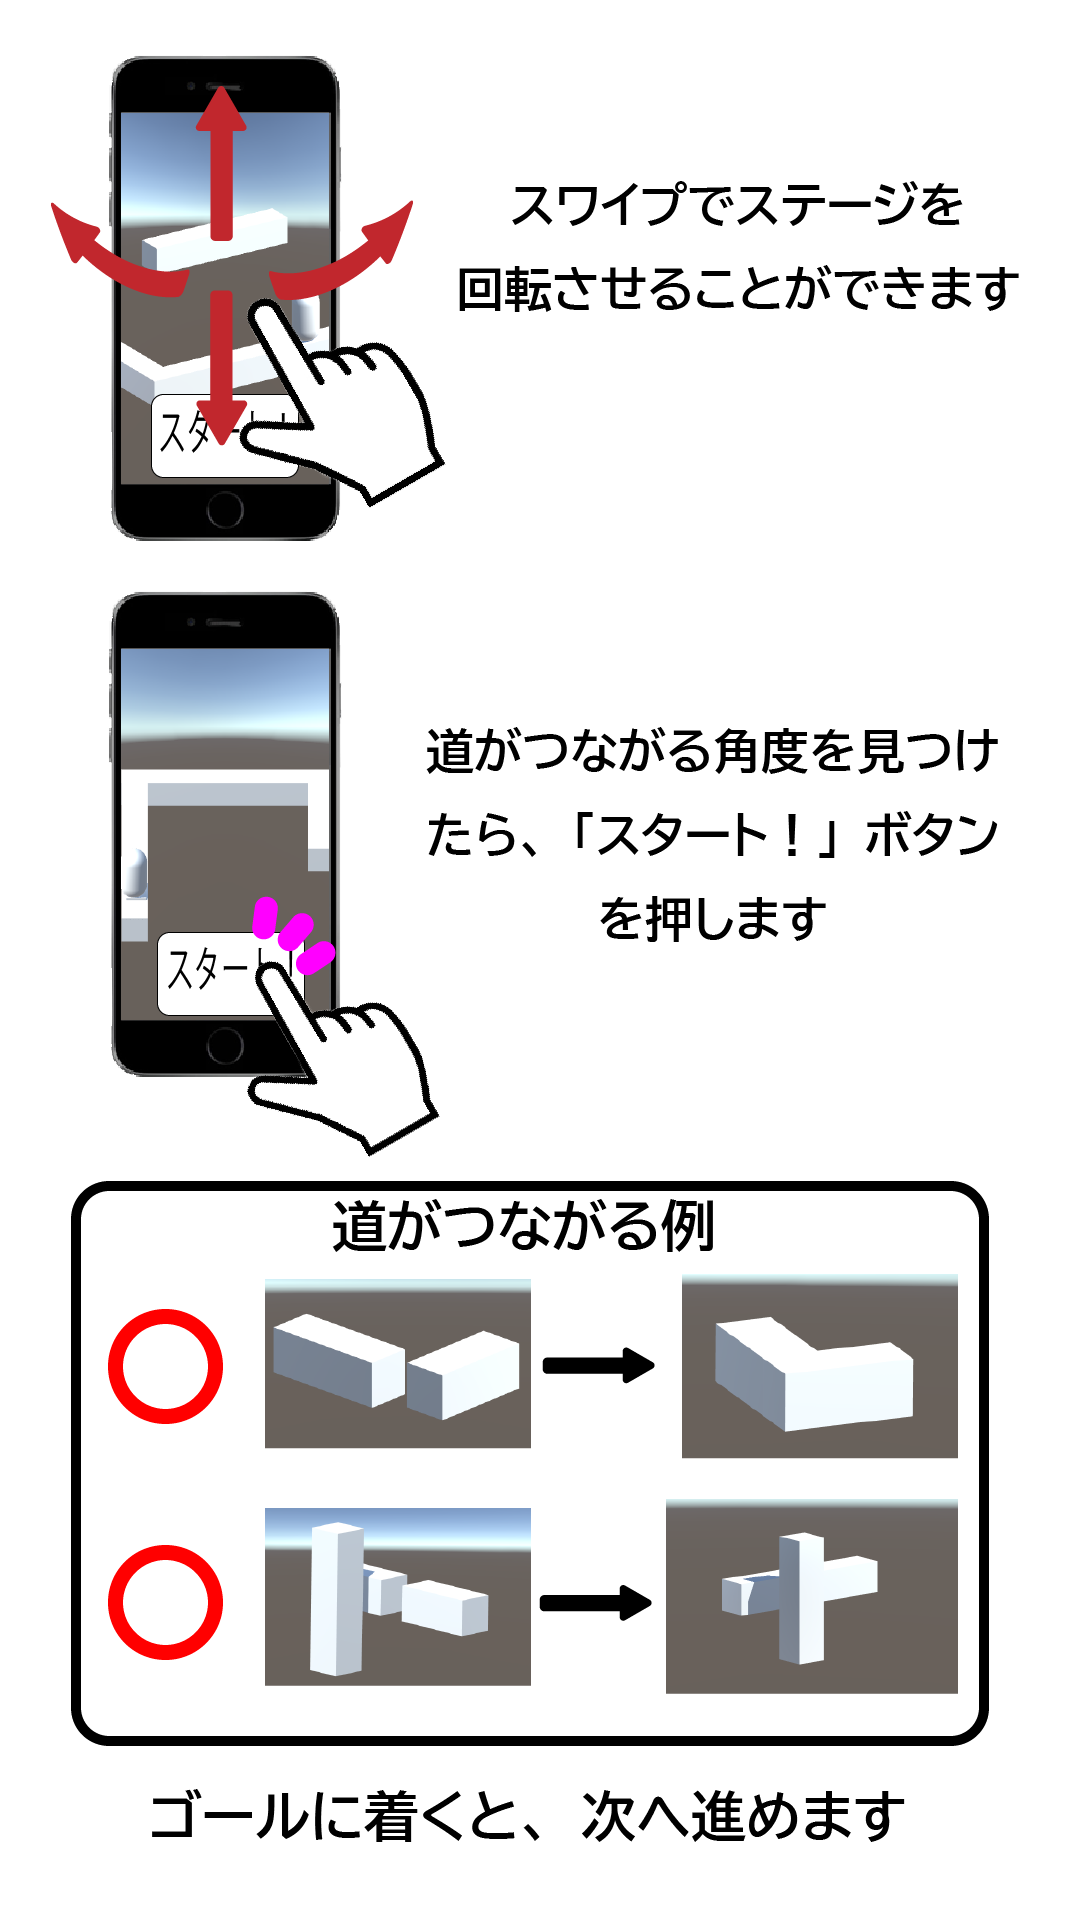 スワイプでステージを
回転させることができます
スタート！
道がつながる角度を見つけ
たら、「スタート！」ボタン
を押します
スタート！
道がつながる例
ゴールに着くと、次へ進めます